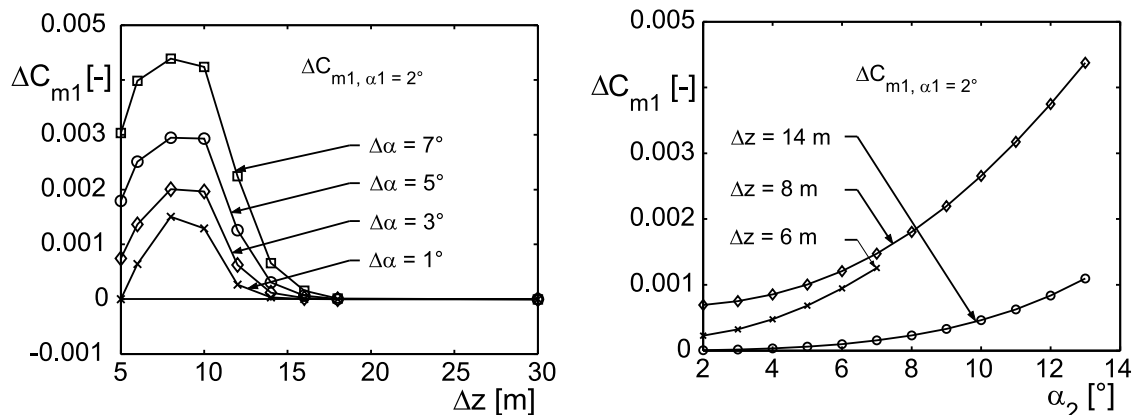 0.005
ΔC_m1 [-]
0.003
0.002
0.001
0
-0.001
5 10 15 20 25 30
Δz [m]
ΔC_m1, α1 = 2°
Δα = 7°
Δα = 5°
Δα = 3°
Δα = 1°
0.005
ΔC_m1 [-]
0.003
0.002
0.001
0
2 4 6 8 10 12 14
α_2 [°]
ΔC_m1, α1 = 2°
Δz = 14 m
Δz = 8 m
Δz = 6 m